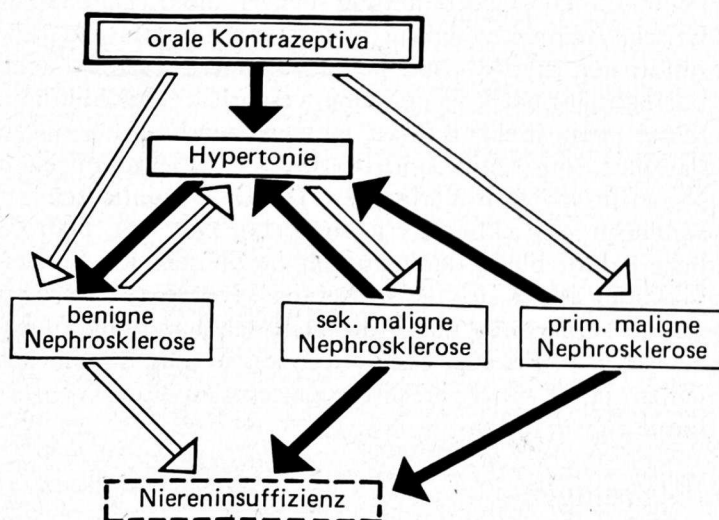 orale Kontrazeptiva
Hypertonie
benigne
Nephrosklerose
sek. maligne
Nephrosklerose
prim. maligne
Nephrosklerose
Niereninsuffizienz